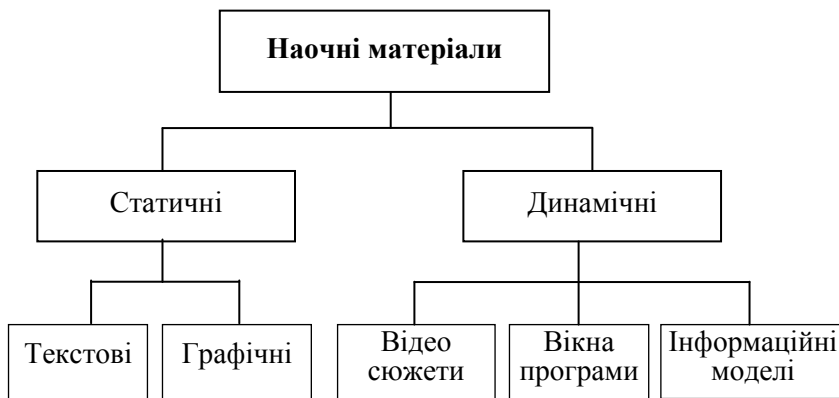 Наочні матеріали
Статичні
Динамічні
Текстові
Графічні
Відео
сюжети
Вікна
програми
Інформаційні
моделі